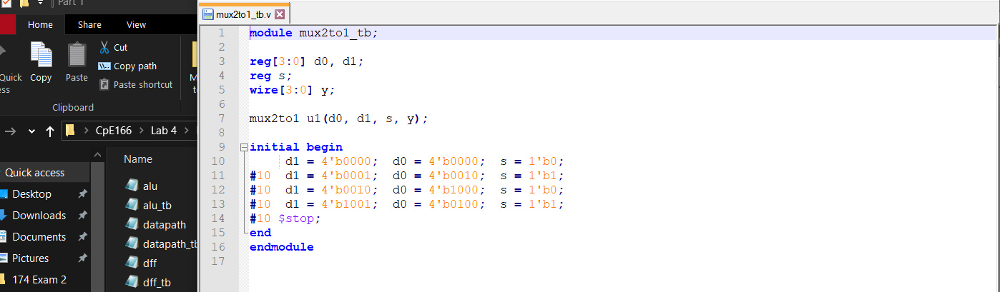 Part 1
Home Share View
Cut
Copy path
Paste shortcut
Quick
Copy
Paste
Clipboard
CpE166 > Lab 4 >
Name
Quick access
Desktop
Downloads
Documents
Pictures
174 Exam 2
alu
alu_tb
datapath
datapath_tb
dff
dff_tb
mux2to1_tb.v
1 module mux2to1_tb;
2
3 reg[3:0] d0, d1;
4 reg s;
5 wire[3:0] y;
6
7 mux2to1 u1(d0, d1, s, y);
8
9 initial begin
10 d1 = 4'b0000; d0 = 4'b0000; s = 1'b0;
11 #10 d1 = 4'b0001; d0 = 4'b0010; s = 1'b1;
12 #10 d1 = 4'b0010; d0 = 4'b1000; s = 1'b0;
13 #10 d1 = 4'b1001; d0 = 4'b0100; s = 1'b1;
14 #10 $stop;
15 end
16 endmodule
17